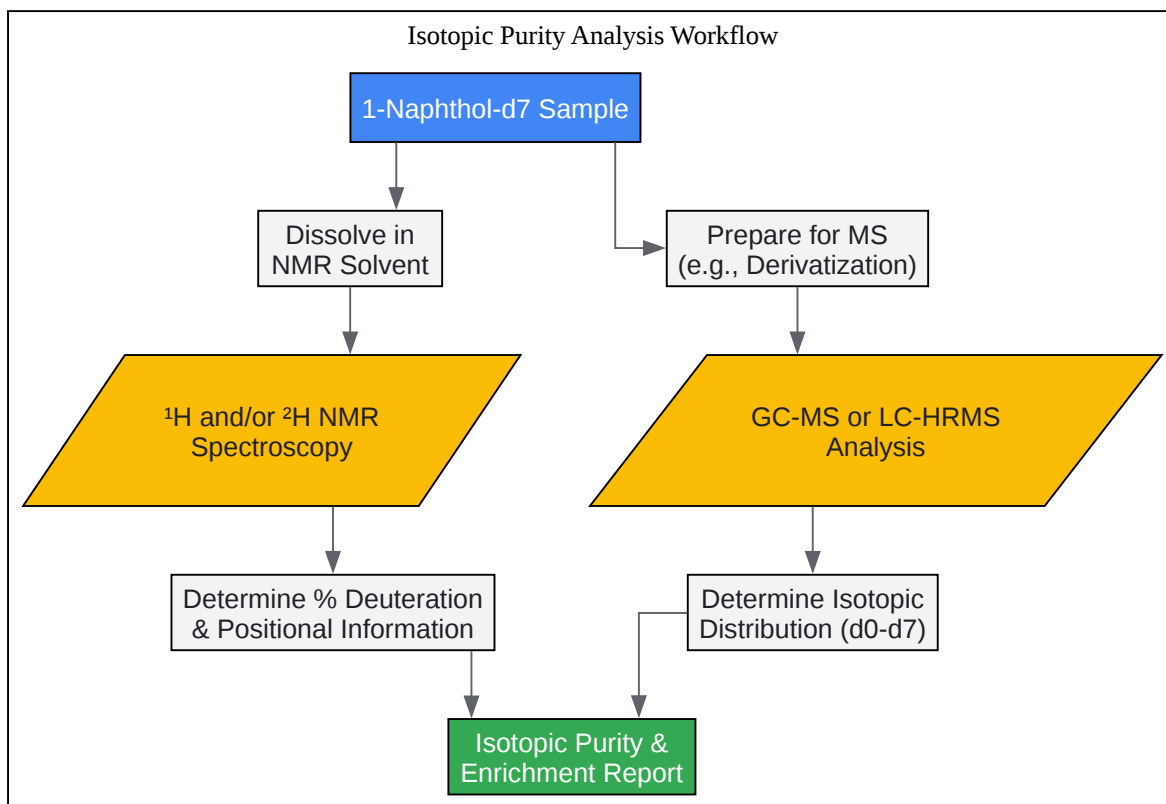 Isotopic Purity Analysis Workflow
1-Naphthol-d7 Sample
Dissolve in
NMR Solvent
Prepare for MS
(e.g., Derivatization)
¹H and/or ²H NMR
Spectroscopy
GC-MS or LC-HRMS
Analysis
Determine % Deuteration
& Positional Information
Determine Isotopic
Distribution (d0-d7)
Isotopic Purity &
Enrichment Report